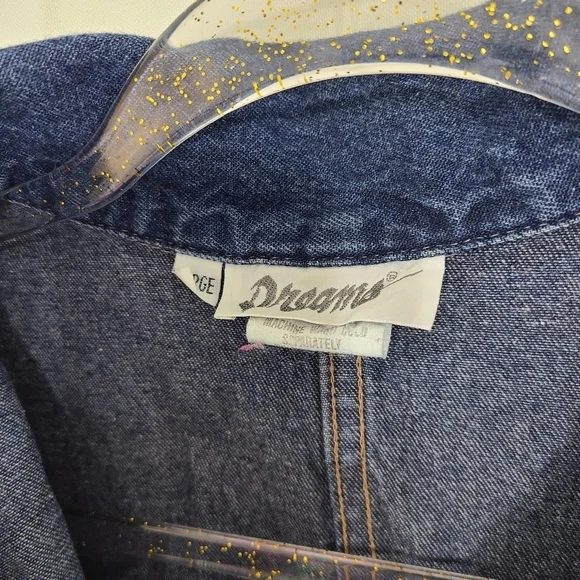 RGE
Dreams®
MACHINE WASH COLD
SEPARATELY